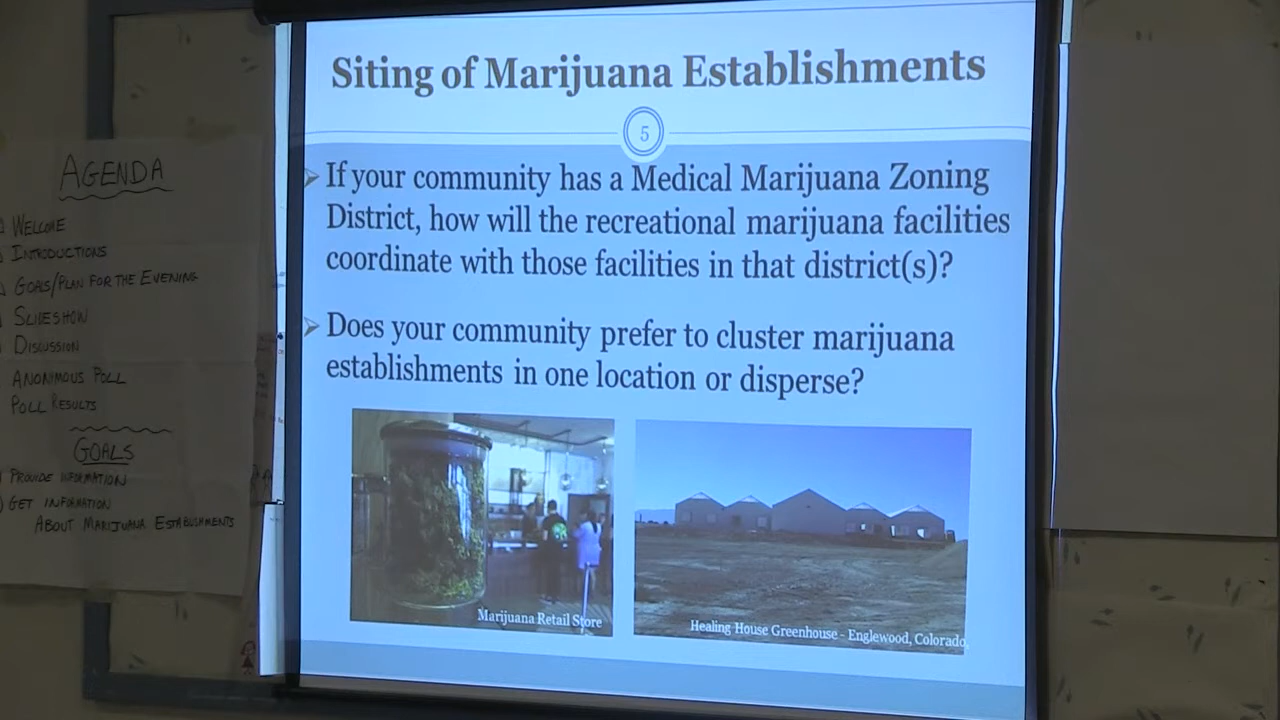 AGENDA
WELCOME
INTRODUCTIONS
GOALS/PLAN FOR THE EVENING
SLIDESHOW
DISCUSSION
ANONYMOUS POLL
POLL RESULTS
GOALS
PROVIDE INFORMATION
GET INFORMATION
ABOUT MARIJUANA ESTABLISHMENTS
Siting of Marijuana Establishments
5
If your community has a Medical Marijuana Zoning
District, how will the recreational marijuana facilities
coordinate with those facilities in that district(s)?
Does your community prefer to cluster marijuana
establishments in one location or disperse?
Marijuana Retail Store
Healing House Greenhouse - Englewood, Colorado.